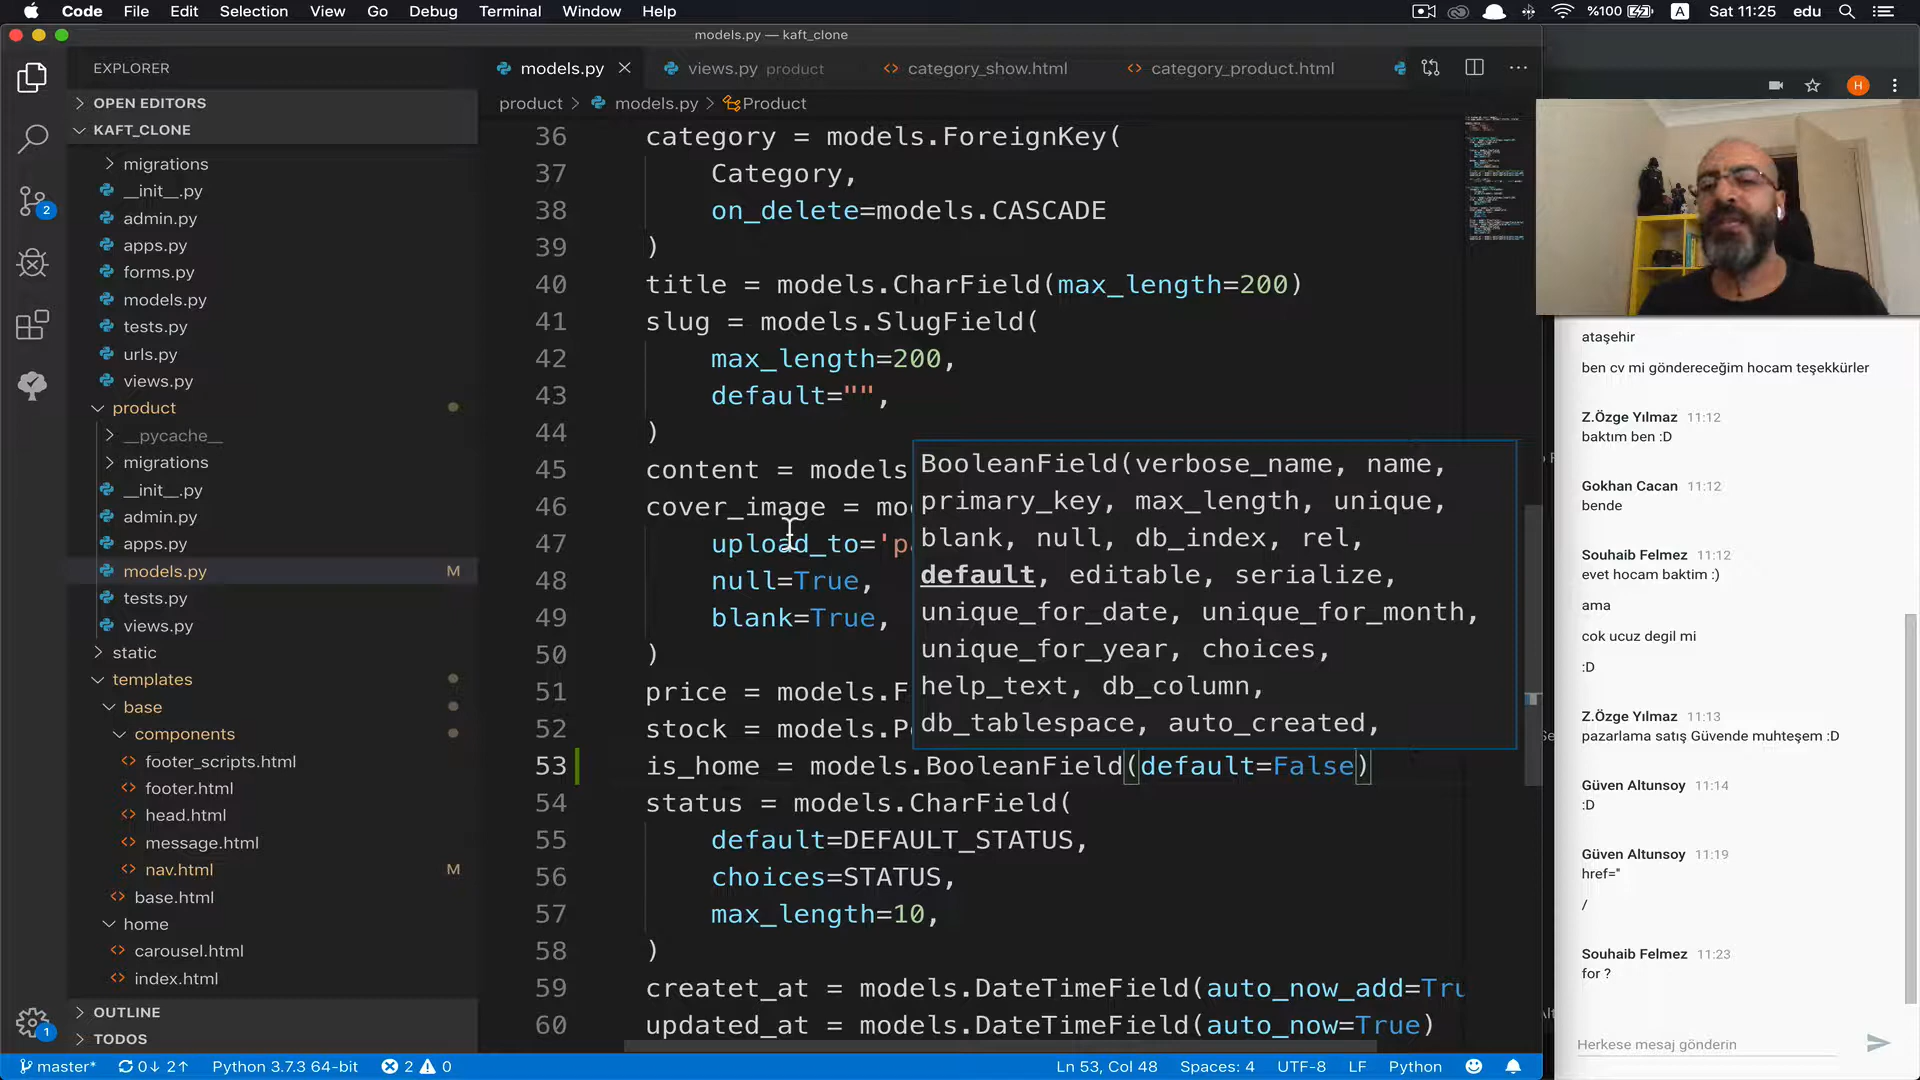 Code File Edit Selection View Go Debug Terminal Window Help
%100 A Sat 11:25 edu
models.py — kaft_clone
EXPLORER
OPEN EDITORS
KAFT_CLONE
migrations
__init__.py
admin.py
apps.py
forms.py
models.py
tests.py
urls.py
views.py
product
__pycache__
migrations
__init__.py
admin.py
apps.py
models.py M
tests.py
views.py
static
templates
base
components
footer_scripts.html
footer.html
head.html
message.html
nav.html M
base.html
home
carousel.html
index.html
OUTLINE
TODOS
2
1
models.py views.py product category_show.html category_product.html
product models.py Product
36 category = models.ForeignKey(
37 Category,
38 on_delete=models.CASCADE
39 )
40 title = models.CharField(max_length=200)
41 slug = models.SlugField(
42 max_length=200,
43 default="",
44 )
45 content = models
46 cover_image = mo
47 upload_to='p
48 null=True,
49 blank=True,
50 )
51 price = models.F
52 stock = models.P
53 is_home = models.BooleanField(default=False)
54 status = models.CharField(
55 default=DEFAULT_STATUS,
56 choices=STATUS,
57 max_length=10,
58 )
59 createt_at = models.DateTimeField(auto_now_add=Tru
60 updated_at = models.DateTimeField(auto_now=True)
BooleanField(verbose_name, name,
primary_key, max_length, unique,
blank, null, db_index, rel,
default, editable, serialize,
unique_for_date, unique_for_month,
unique_for_year, choices,
help_text, db_column,
db_tablespace, auto_created,
H
ataşehir
ben cv mi göndereceğim hocam teşekkürler
Z.Özge Yılmaz 11:12
baktım ben :D
Gokhan Cacan 11:12
bende
Souhaib Felmez 11:12
evet hocam baktim :)
ama
cok ucuz degil mi
:D
Z.Özge Yılmaz 11:13
pazarlama satış Güvende muhteşem :D
Güven Altunsoy 11:14
:D
Güven Altunsoy 11:19
href="
/
Souhaib Felmez 11:23
for ?
Herkese mesaj gönderin
master* 0↓ 2↑ Python 3.7.3 64-bit 2 0
Ln 53, Col 48 Spaces: 4 UTF-8 LF Python